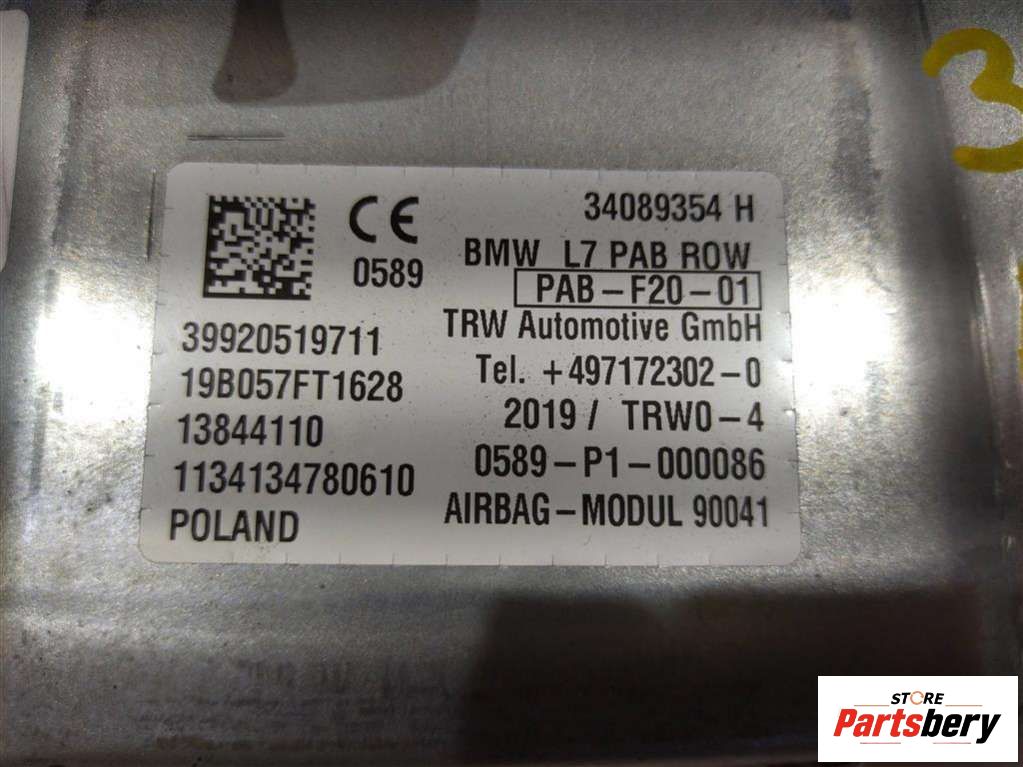 3
CE
0589
34089354 H
BMW L7 PAB ROW
PAB-F20-01
TRW Automotive GmbH
Tel. +497172302-0
2019/ TRW0-4
0589-P1-000086
AIRBAG-MODUL 90041
39920519711
19B057FT1628
13844110
1134134780610
POLAND
STORE
Partsbery